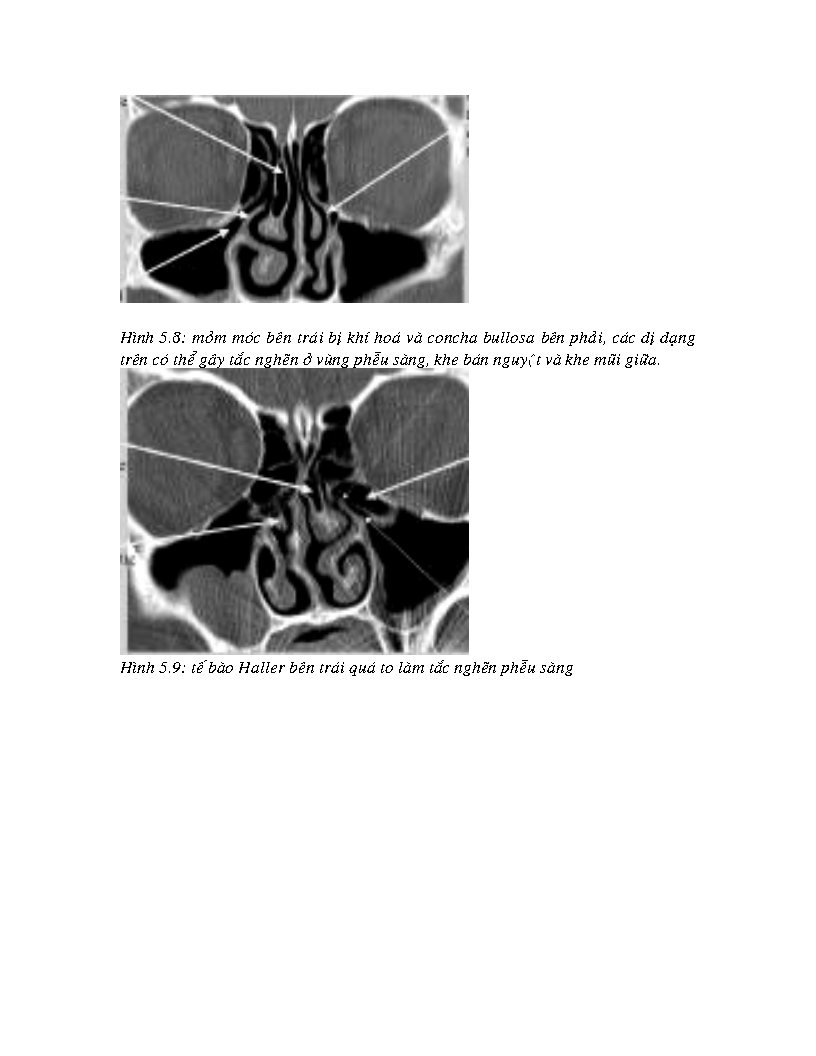 Hình 5.8: mỏm móc bên trái bị khí hoá và concha bullosa bên phải, các dị dạng
trên có thể gây tắc nghẽn ở vùng phễu sàng, khe bán nguyệt và khe mũi giữa.
Hình 5.9: tế bào Haller bên trái quá to làm tắc nghẽn phễu sàng